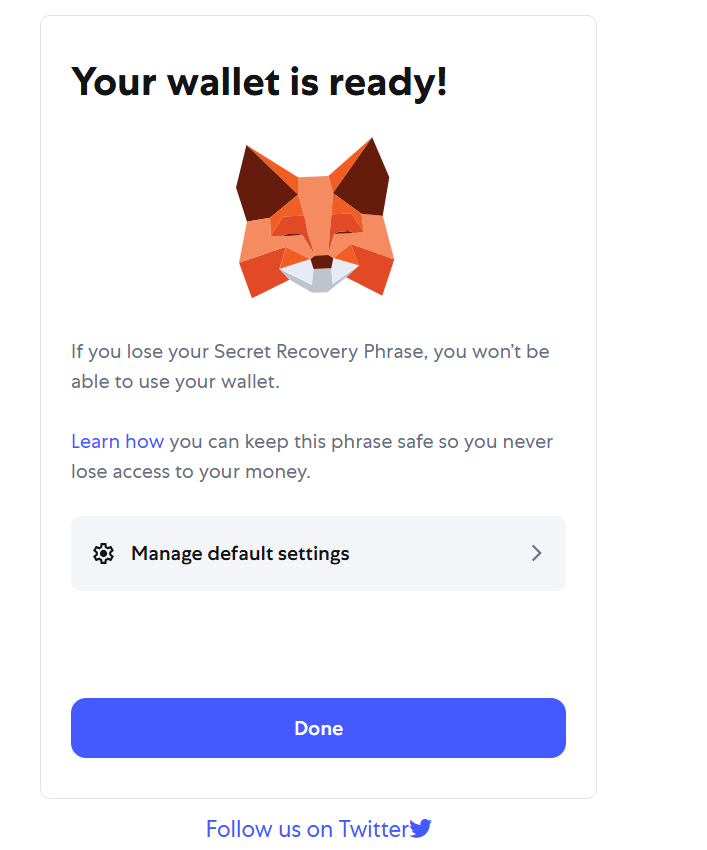 Your wallet is ready!
If you lose your Secret Recovery Phrase, you won’t be
able to use your wallet.
Learn how you can keep this phrase safe so you never
lose access to your money.
Manage default settings
Done
Follow us on Twitter